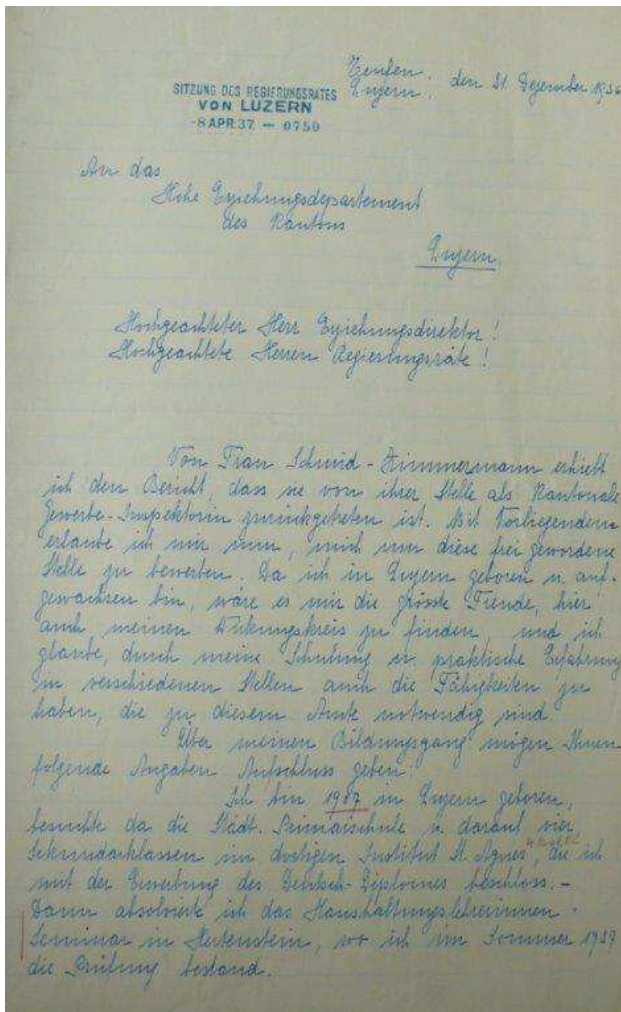 Teufen,
Luzern, den 31. Dezember 1936
SITZUNG DES REGIERUNGSRATES
VON LUZERN
-8 APR 37 — 0750
An das
Hohe Erziehungsdepartement
des Kantons
Luzern.
Hochgeachteter Herr Erziehungsdirektor!
Hochgeachtete Herren Regierungsräte!
Von Frau Schmid-Zimmermann erhielt
ich den Bericht, dass sie von ihrer Stelle als Kantonale
Gewerbe-Inspektorin zurückgetreten ist. Mit Vorliegendem
erlaube ich mir nun, mich um diese frei gewordene
Stelle zu bewerben. Da ich in Luzern geboren u. auf-
gewachsen bin, wäre es mir die grösste Freude, hier
auch meinen Wirkungskreis zu finden, und ich
glaube, durch meine Schulung u. praktische Erfahrung
in verschiedenen Stellen auch die Fähigkeiten zu
haben, die zu diesem Amte notwendig sind.
Über meinen Bildungsgang mögen Ihnen
folgende Angaben Aufschluss geben:
Ich bin in Luzern geboren,
besuchte da die Städt. Primarschule u. darauf vier
Sekundarklassen im dortigen Institut St. Agnes, die ich
mit der Erwerbung des Deutsch-Diplomes beschloss. -
Dann absolvierte ich das Haushaltungslehrerinnen-
Seminar in Hertenstein, wo ich im Sommer
die Prüfung bestand.